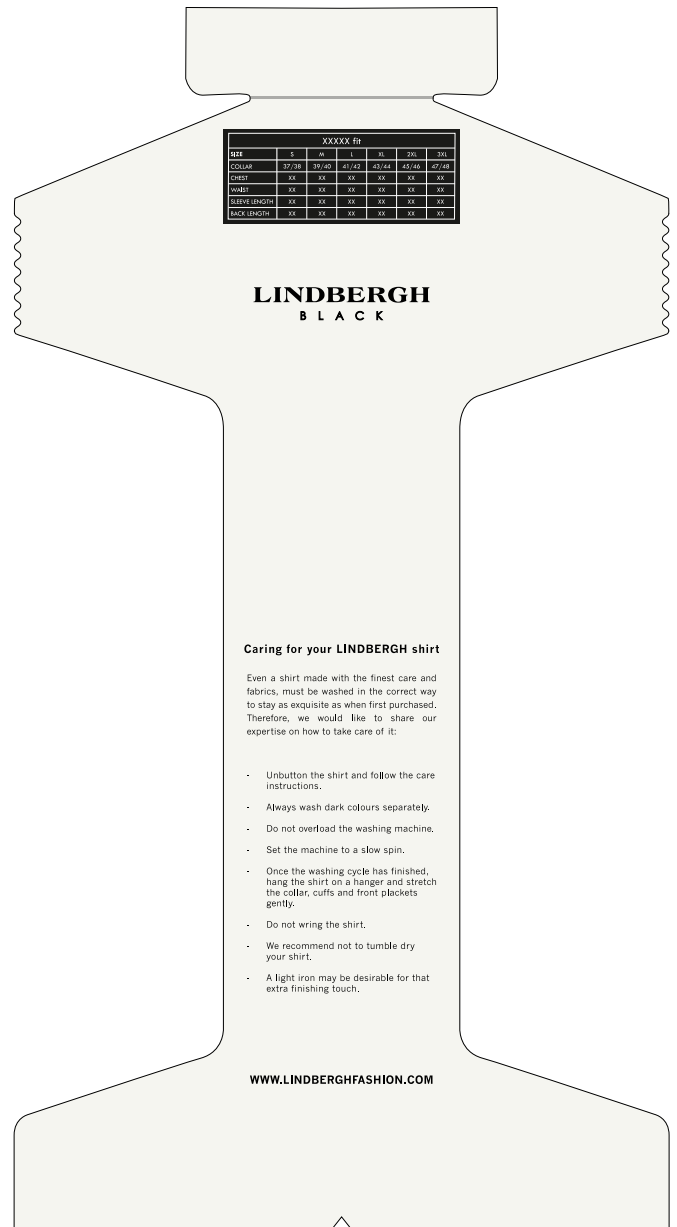 XXXXX fit
SIZE S M L XL 2XL 3XL
COLLAR 37/38 39/40 41/42 43/44 45/46 47/48
CHEST XX XX XX XX XX XX
WAIST XX XX XX XX XX XX
SLEEVE LENGTH XX XX XX XX XX XX
BACK LENGTH XX XX XX XX XX XX
LINDBERGH
BLACK
Caring for your LINDBERGH shirt
Even a shirt made with the finest care and
fabrics, must be washed in the correct way
to stay as exquisite as when first purchased.
Therefore, we would like to share our
expertise on how to take care of it:
- Unbutton the shirt and follow the care
instructions.
- Always wash dark colours separately.
- Do not overload the washing machine.
- Set the machine to a slow spin.
- Once the washing cycle has finished,
hang the shirt on a hanger and stretch
the collar, cuffs and front plackets
gently.
- Do not wring the shirt.
- We recommend not to tumble dry
your shirt.
- A light iron may be desirable for that
extra finishing touch.
WWW.LINDBERGHFASHION.COM